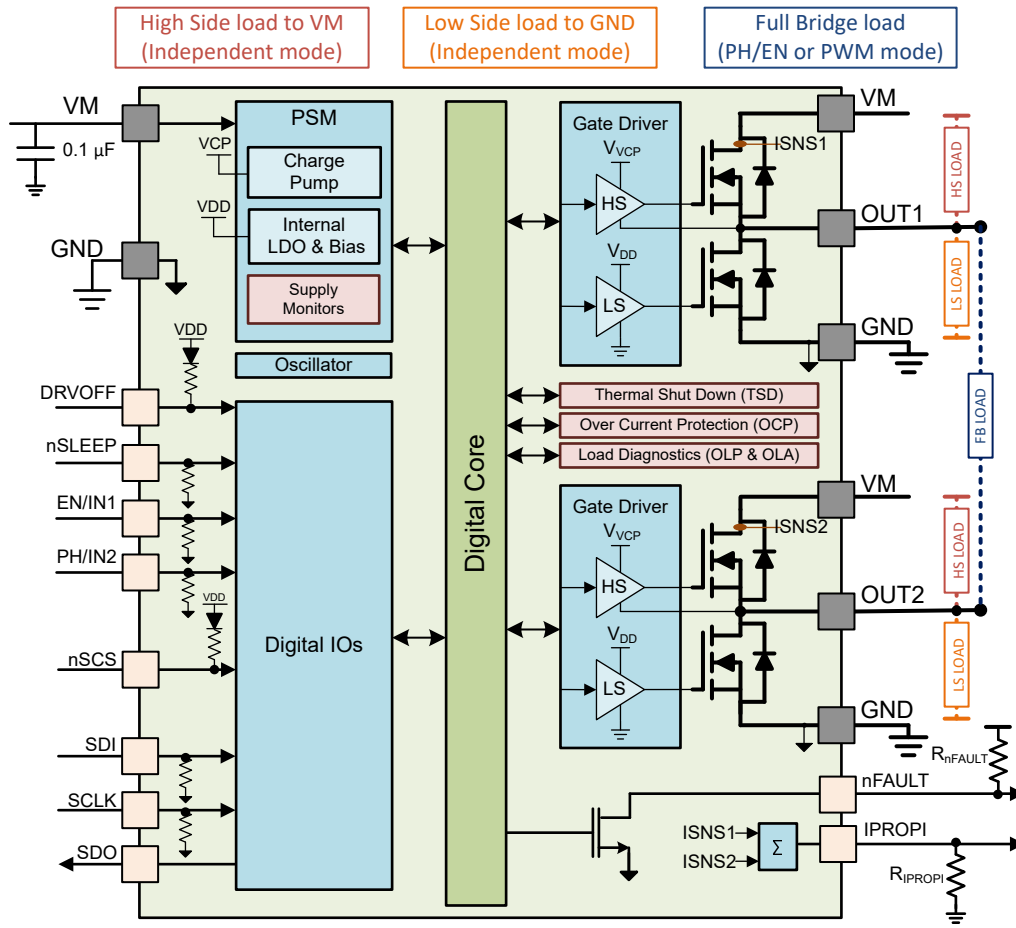 High Side load to VM
(Independent mode)
Low Side load to GND
(Independent mode)
Full Bridge load
(PH/EN or PWM mode)
VM
0.1 µF
GND
PSM
VCP
Charge
Pump
VDD
Internal
LDO & Bias
Supply
Monitors
Oscillator
VDD
DRVOFF
nSLEEP
EN/IN1
PH/IN2
VDD
nSCS
SDI
SCLK
SDO
Digital IOs
Digital Core
Gate Driver
VVCP
HS
VDD
LS
ISNS1
VM
OUT1
GND
HS LOAD
LS LOAD
FB LOAD
Thermal Shut Down (TSD)
Over Current Protection (OCP)
Load Diagnostics (OLP & OLA)
Gate Driver
VVCP
HS
VDD
LS
ISNS2
VM
OUT2
GND
HS LOAD
LS LOAD
RnFAULT
nFAULT
ISNS1
ISNS2
Σ
IPROPI
RIPROPI